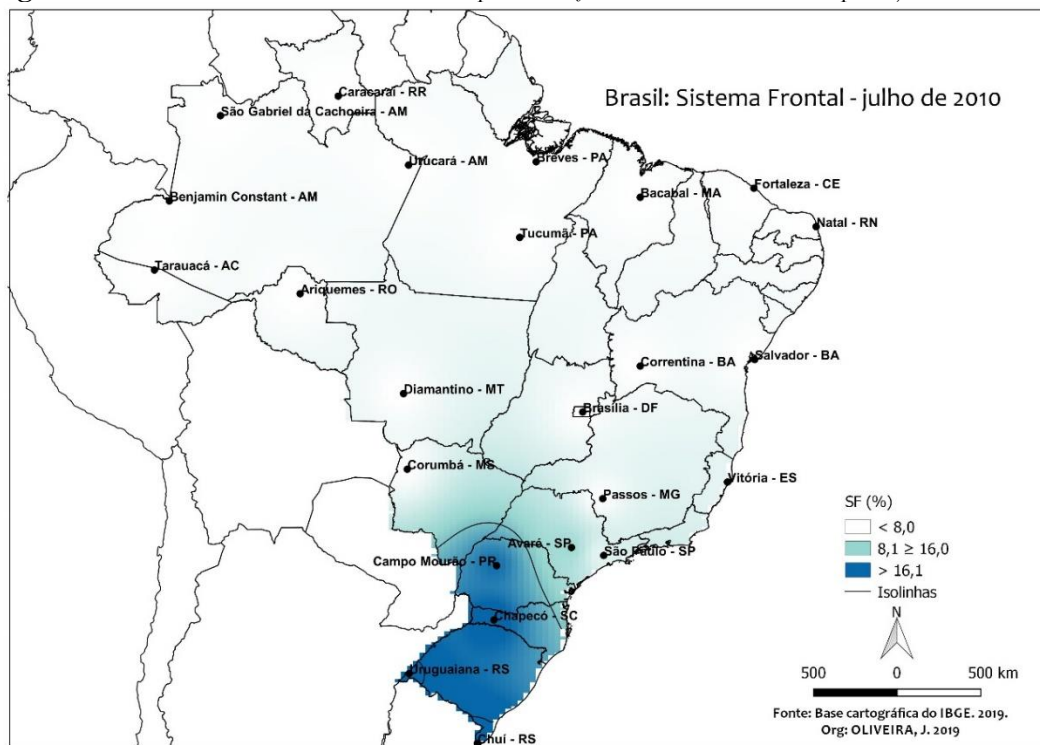 Brasil: Sistema Frontal - julho de 2010
Caracaraí - RR
São Gabriel da Cachoeira - AM
Urucará - AM
Breves - PA
Fortaleza - CE
Bacabal - MA
Benjamin Constant - AM
Natal - RN
Tucumã - PA
Tarauacá - AC
Ariquemes - RO
Salvador - BA
Correntina - BA
Diamantino - MT
Brasília - DF
Corumbá - MS
Vitória - ES
Passos - MG
Avaré - SP
São Paulo - SP
Campo Mourão - PR
Chapecó - SC
Uruguaiana - RS
Chuí - RS
SF (%)
< 8,0
8,1 ≥ 16,0
> 16,1
Isolinhas
N
500 0 500 km
Fonte: Base cartográfica do IBGE. 2019.
Org: OLIVEIRA, J. 2019